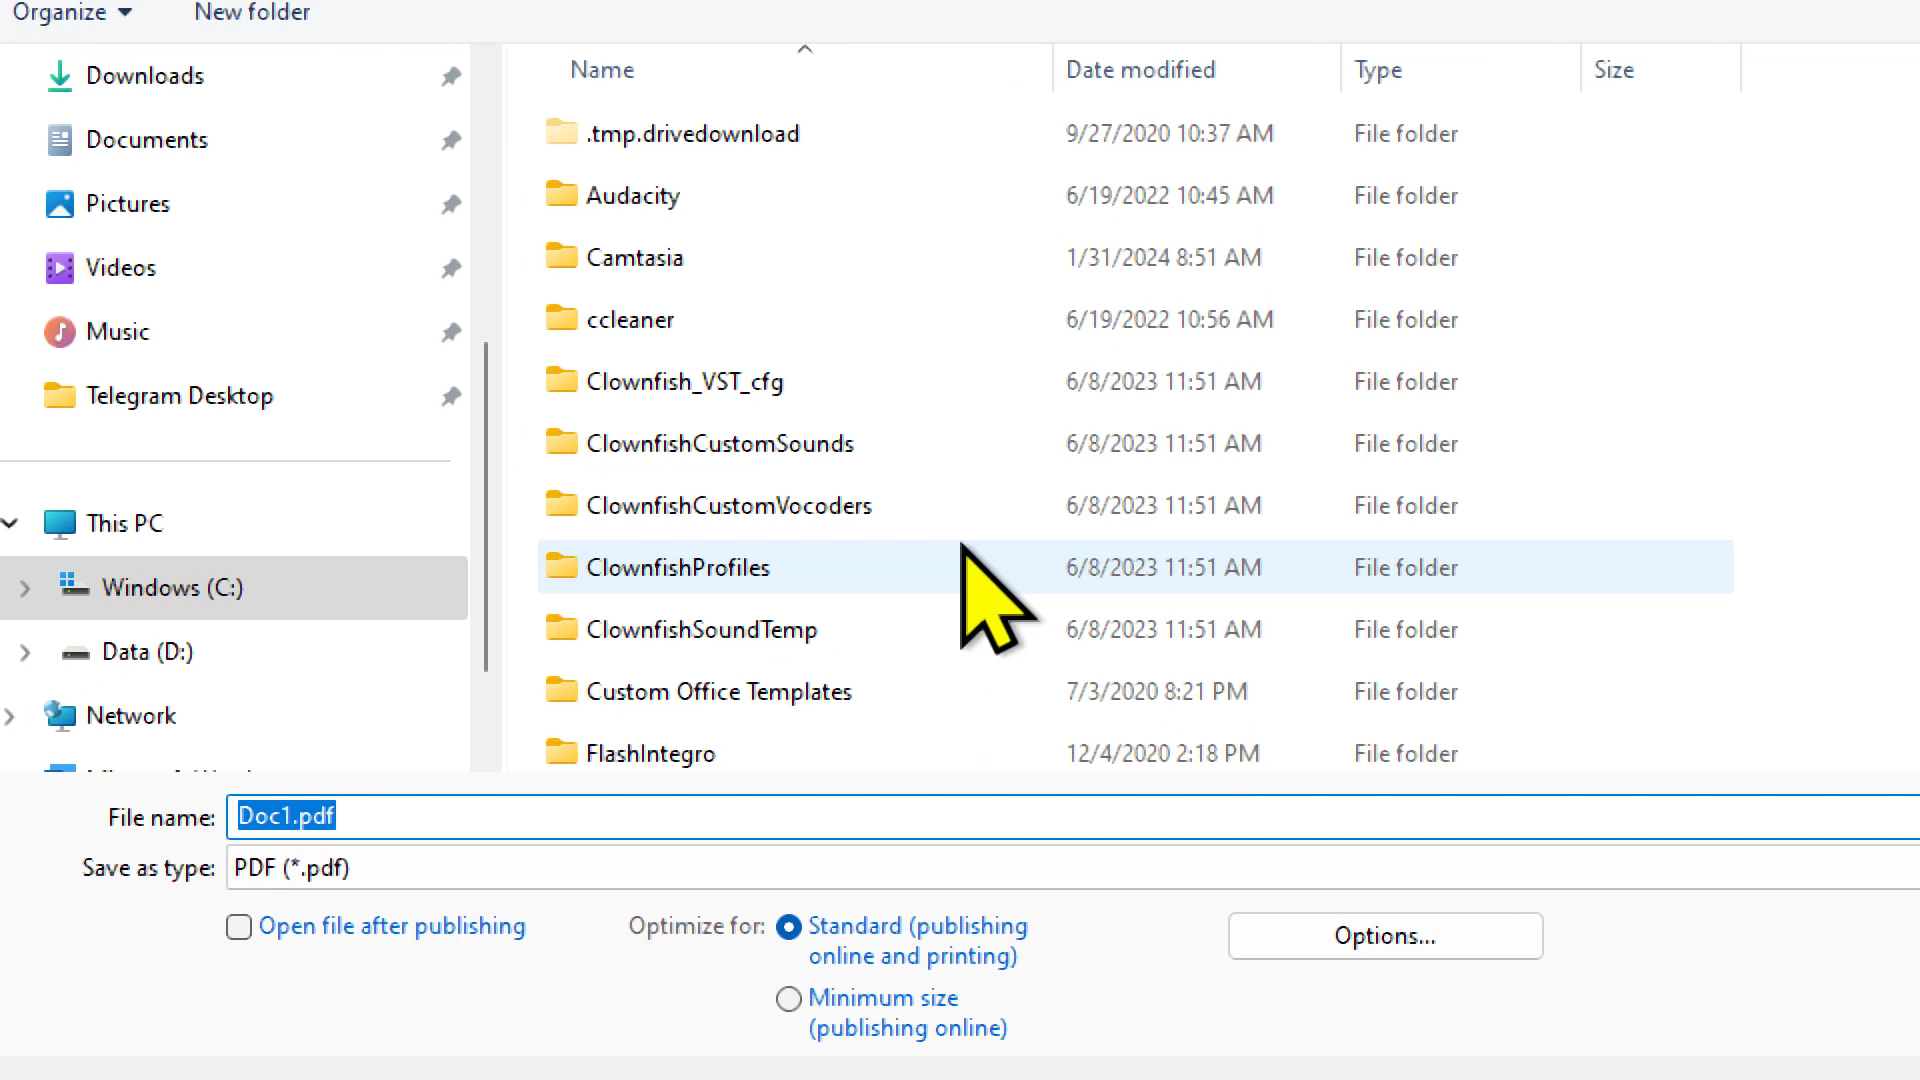 Organize New folder
Downloads
Documents
Pictures
Videos
Music
Telegram Desktop
This PC
Windows (C:)
Data (D:)
Network
Name Date modified Type Size
.tmp.drivedownload 9/27/2020 10:37 AM File folder
Audacity 6/19/2022 10:45 AM File folder
Camtasia 1/31/2024 8:51 AM File folder
ccleaner 6/19/2022 10:56 AM File folder
Clownfish_VST_cfg 6/8/2023 11:51 AM File folder
ClownfishCustomSounds 6/8/2023 11:51 AM File folder
ClownfishCustomVocoders 6/8/2023 11:51 AM File folder
ClownfishProfiles 6/8/2023 11:51 AM File folder
ClownfishSoundTemp 6/8/2023 11:51 AM File folder
Custom Office Templates 7/3/2020 8:21 PM File folder
FlashIntegro 12/4/2020 2:18 PM File folder
File name: Doc1.pdf
Save as type: PDF (*.pdf)
Open file after publishing
Optimize for: Standard (publishing
online and printing)
Minimum size
(publishing online)
Options...